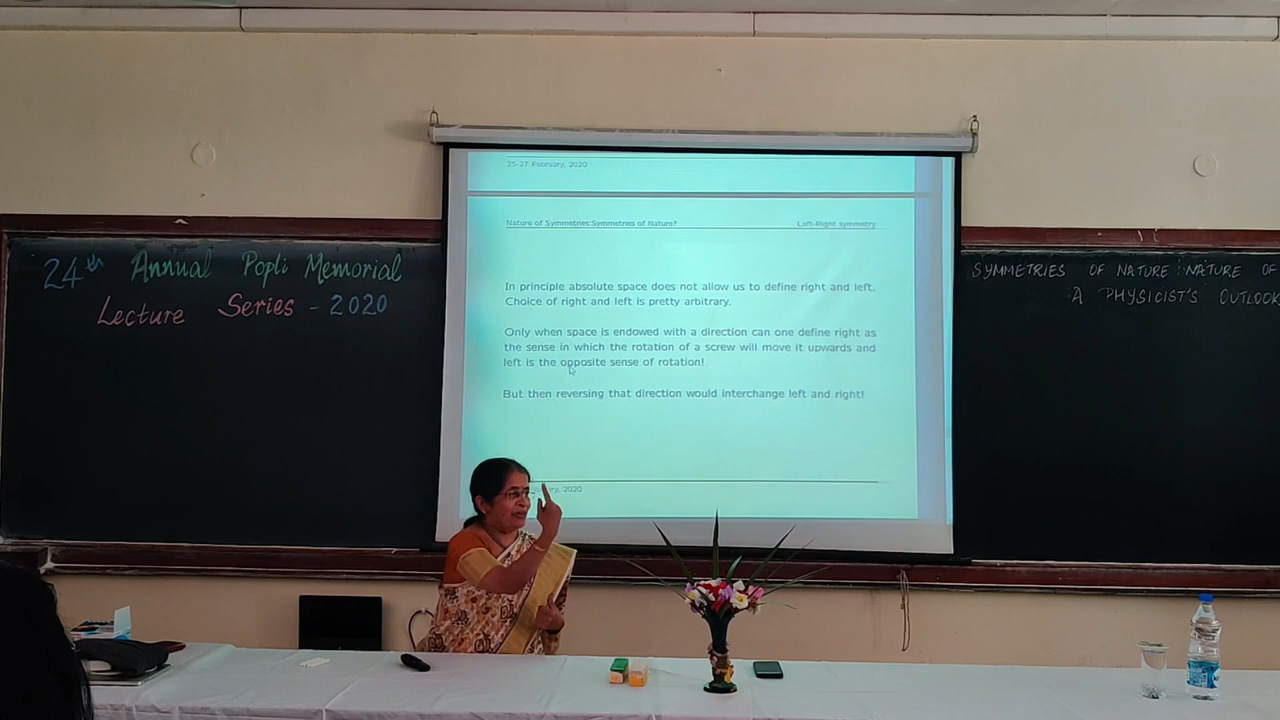 24th Annual Popli Memorial
Lecture Series - 2020
25-27 February, 2020
Nature of Symmetries:Symmetries of Nature? Left-Right symmetry
In principle absolute space does not allow us to define right and left.
Choice of right and left is pretty arbitrary.
Only when space is endowed with a direction can one define right as
the sense in which the rotation of a screw will move it upwards and
left is the opposite sense of rotation!
But then reversing that direction would interchange left and right!
2020
SYMMETRIES OF NATURE : NATURE OF
A PHYSICIST'S OUTLOOK